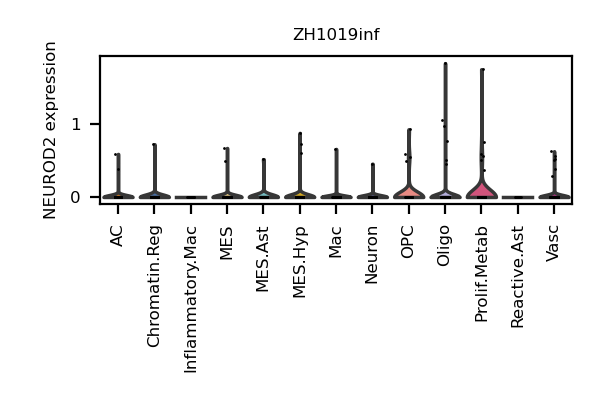 ZH1019inf
NEUROD2 expression
1
0
AC
Chromatin.Reg
Inflammatory.Mac
MES
MES.Ast
MES.Hyp
Mac
Neuron
OPC
Oligo
Prolif.Metab
Reactive.Ast
Vasc